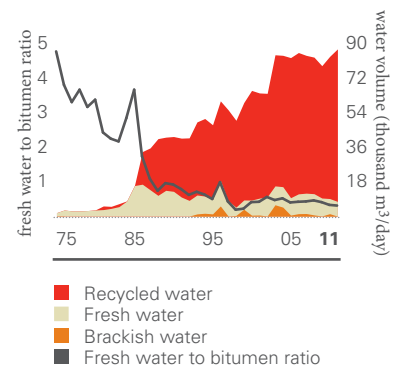 fresh water to bitumen ratio
5
4
3
2
1
90
72
54
36
18
water volume (thousand m³/day)
75 85 95 05 11
Recycled water
Fresh water
Brackish water
Fresh water to bitumen ratio